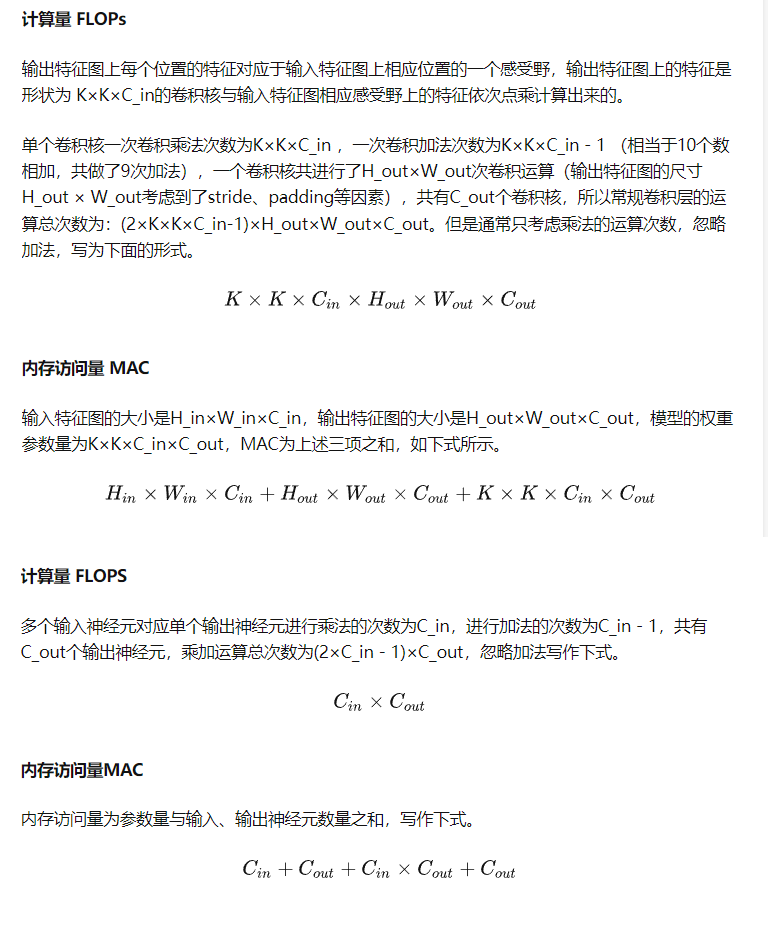 计算量 FLOPs
输出特征图上每个位置的特征对应于输入特征图上相应位置的一个感受野，输出特征图上的特征是
形状为 K×K×C_in的卷积核与输入特征图相应感受野上的特征依次点乘计算出来的。
单个卷积核一次卷积乘法次数为K×K×C_in ，一次卷积加法次数为K×K×C_in - 1 （相当于10个数
相加，共做了9次加法），一个卷积核共进行了H_out×W_out次卷积运算（输出特征图的尺寸
H_out × W_out考虑到了stride、padding等因素），共有C_out个卷积核，所以常规卷积层的运
算总次数为：(2×K×K×C_in-1)×H_out×W_out×C_out。但是通常只考虑乘法的运算次数，忽略
加法，写为下面的形式。
K × K × C_{in} × H_{out} × W_{out} × C_{out}
内存访问量 MAC
输入特征图的大小是H_in×W_in×C_in，输出特征图的大小是H_out×W_out×C_out，模型的权重
参数量为K×K×C_in×C_out，MAC为上述三项之和，如下式所示。
H_{in} × W_{in} × C_{in} + H_{out} × W_{out} × C_{out} + K × K × C_{in} × C_{out}
计算量 FLOPS
多个输入神经元对应单个输出神经元进行乘法的次数为C_in，进行加法的次数为C_in - 1，共有
C_out个输出神经元，乘加运算总次数为(2×C_in - 1)×C_out，忽略加法写作下式。
C_{in} × C_{out}
内存访问量MAC
内存访问量为参数量与输入、输出神经元数量之和，写作下式。
C_{in} + C_{out} + C_{in} × C_{out} + C_{out}